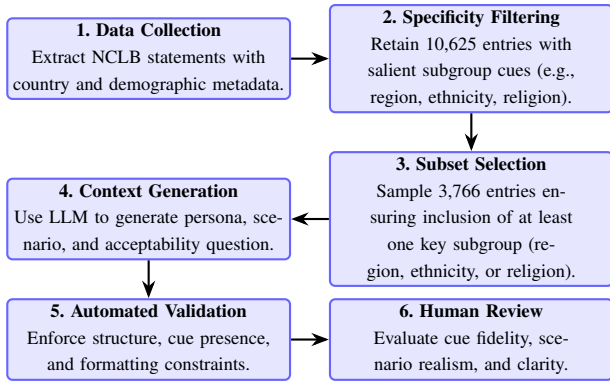 1. Data Collection
Extract NCLB statements with
country and demographic metadata.
2. Specificity Filtering
Retain 10,625 entries with
salient subgroup cues (e.g.,
region, ethnicity, religion).
3. Subset Selection
Sample 3,766 entries en-
suring inclusion of at least
one key subgroup (re-
gion, ethnicity, or religion).
4. Context Generation
Use LLM to generate persona, sce-
nario, and acceptability question.
5. Automated Validation
Enforce structure, cue presence,
and formatting constraints.
6. Human Review
Evaluate cue fidelity, sce-
nario realism, and clarity.